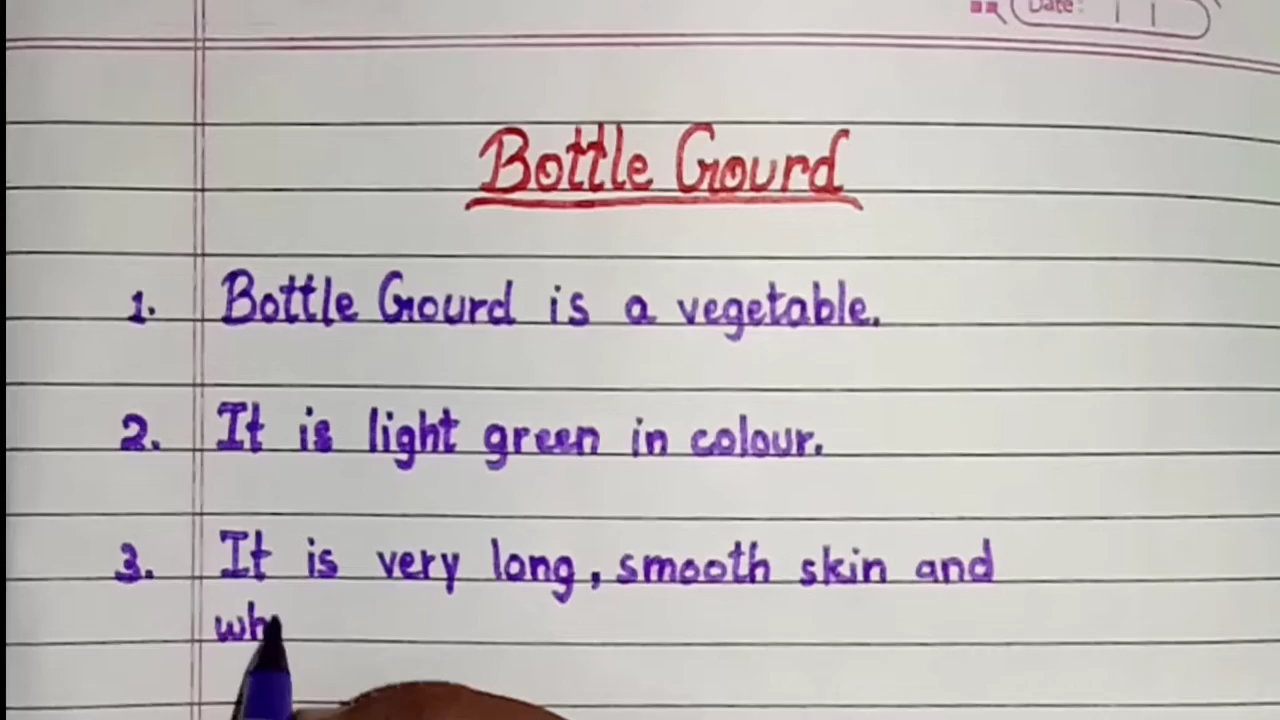 Date:
Bottle Gourd
1. Bottle Gourd is a vegetable.
2. It is light green in colour.
3. It is very long, smooth skin and
wh